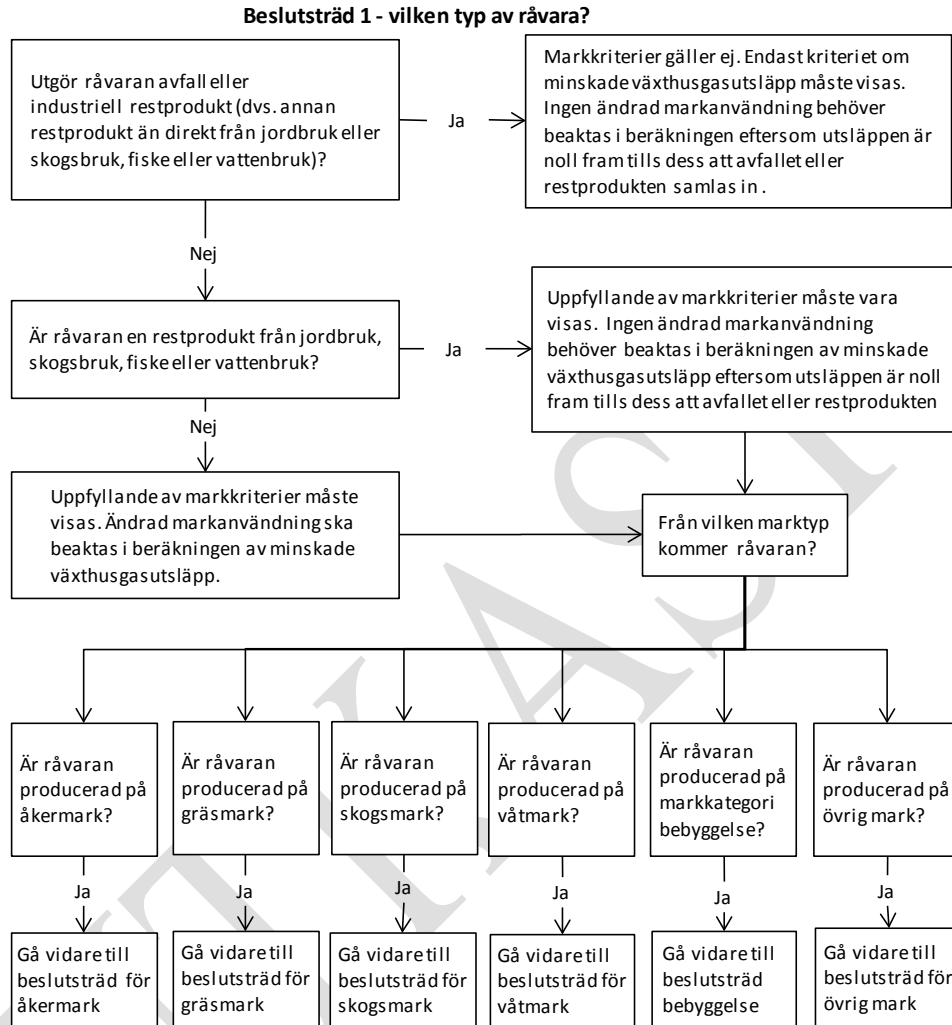 Beslutsträd 1 - vilken typ av råvara?
Utgör råvaran avfall eller
industriell restprodukt (dvs. annan
restprodukt än direkt från jordbruk eller
skogsbruk, fiske eller vattenbruk)?
Ja
Markkriterier gäller ej. Endast kriteriet om
minskade växthusgasutsläpp måste visas.
Ingen ändrad markanvändning behöver
beaktas i beräkningen eftersom utsläppen är
noll fram tills dess att avfallet eller
restprodukten samlas in .
Nej
Är råvaran en restprodukt från jordbruk,
skogsbruk, fiske eller vattenbruk?
Ja
Uppfyllande av markkriterier måste vara
visas. Ingen ändrad markanvändning
behöver beaktas i beräkningen av minskade
växthusgasutsläpp eftersom utsläppen är noll
fram tills dess att avfallet eller restprodukten
Nej
Uppfyllande av markkriterier måste
visas. Ändrad markanvändning ska
beaktas i beräkningen av minskade
växthusgasutsläpp.
Från vilken marktyp
kommer råvaran?
Är råvaran
producerad på
åkermark?
Är råvaran
producerad på
gräsmark?
Är råvaran
producerad på
skogsmark?
Är råvaran
producerad på
våtmark?
Är råvaran
producerad på
markkategori
bebyggelse?
Är råvaran
producerad på
övrig mark?
Ja
Ja
Ja
Ja
Ja
Ja
Gå vidare till
beslutsträd för
åkermark
Gå vidare till
beslutsträd för
gräsmark
Gå vidare till
beslutsträd för
skogsmark
Gå vidare till
beslutsträd för
våtmark
Gå vidare till
beslutsträd
bebyggelse
Gå vidare till
beslutsträd för
övrig mark